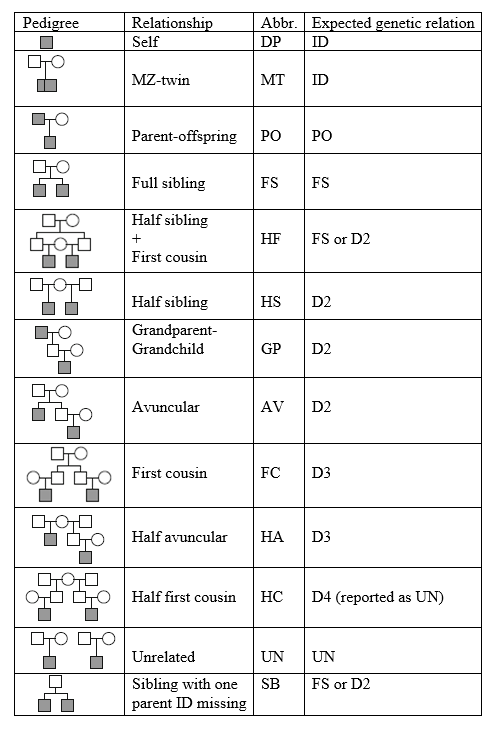 Pedigree Relationship Abbr. Expected genetic relation
Self DP ID
MZ-twin MT ID
Parent-offspring PO PO
Full sibling FS FS
Half sibling
+ HF FS or D2
First cousin
Half sibling HS D2
Grandparent-
Grandchild GP D2
Avuncular AV D2
First cousin FC D3
Half avuncular HA D3
Half first cousin HC D4 (reported as UN)
Unrelated UN UN
Sibling with one SB FS or D2
parent ID missing